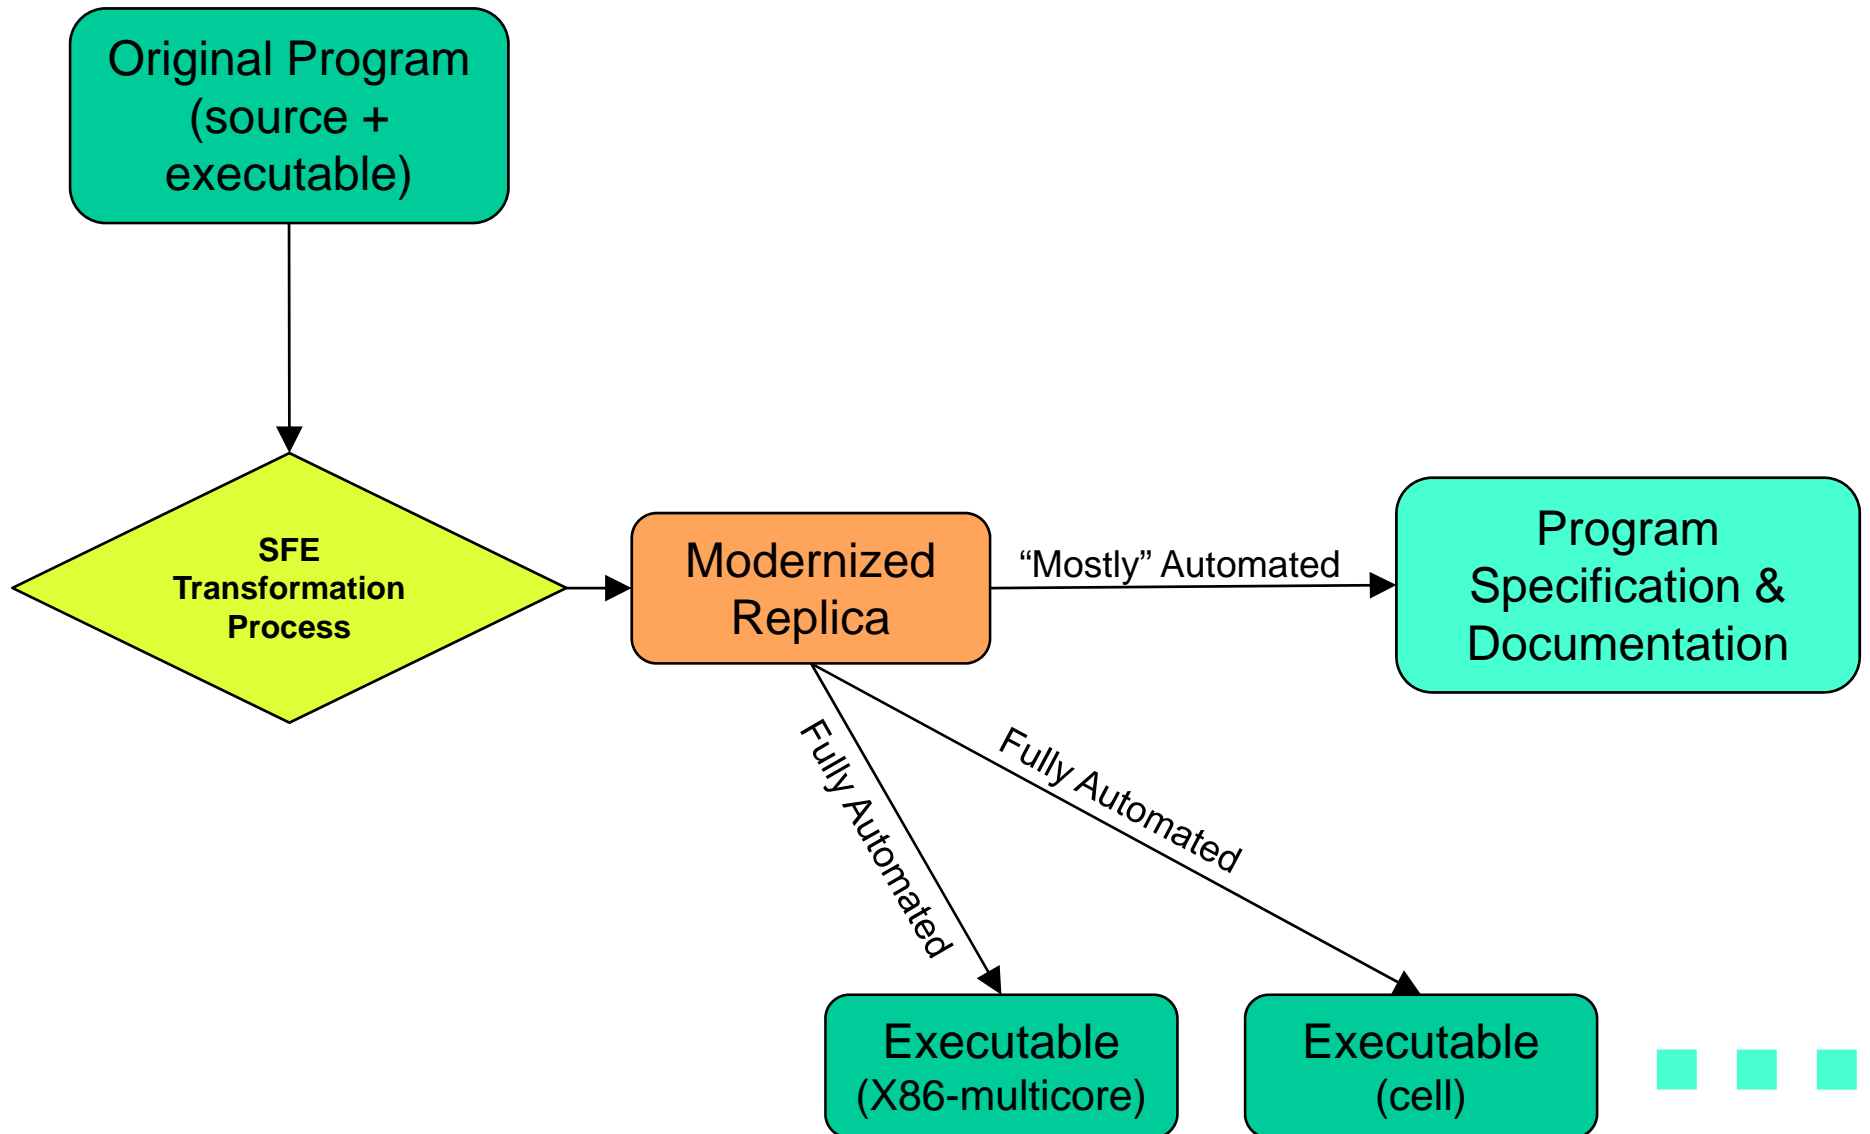 Original Program
(source +
executable)
SFE
Transformation
Process
Modernized
Replica
“Mostly” Automated
Program
Specification &
Documentation
Fully Automated
Fully Automated
Executable
(X86-multicore)
Executable
(cell)